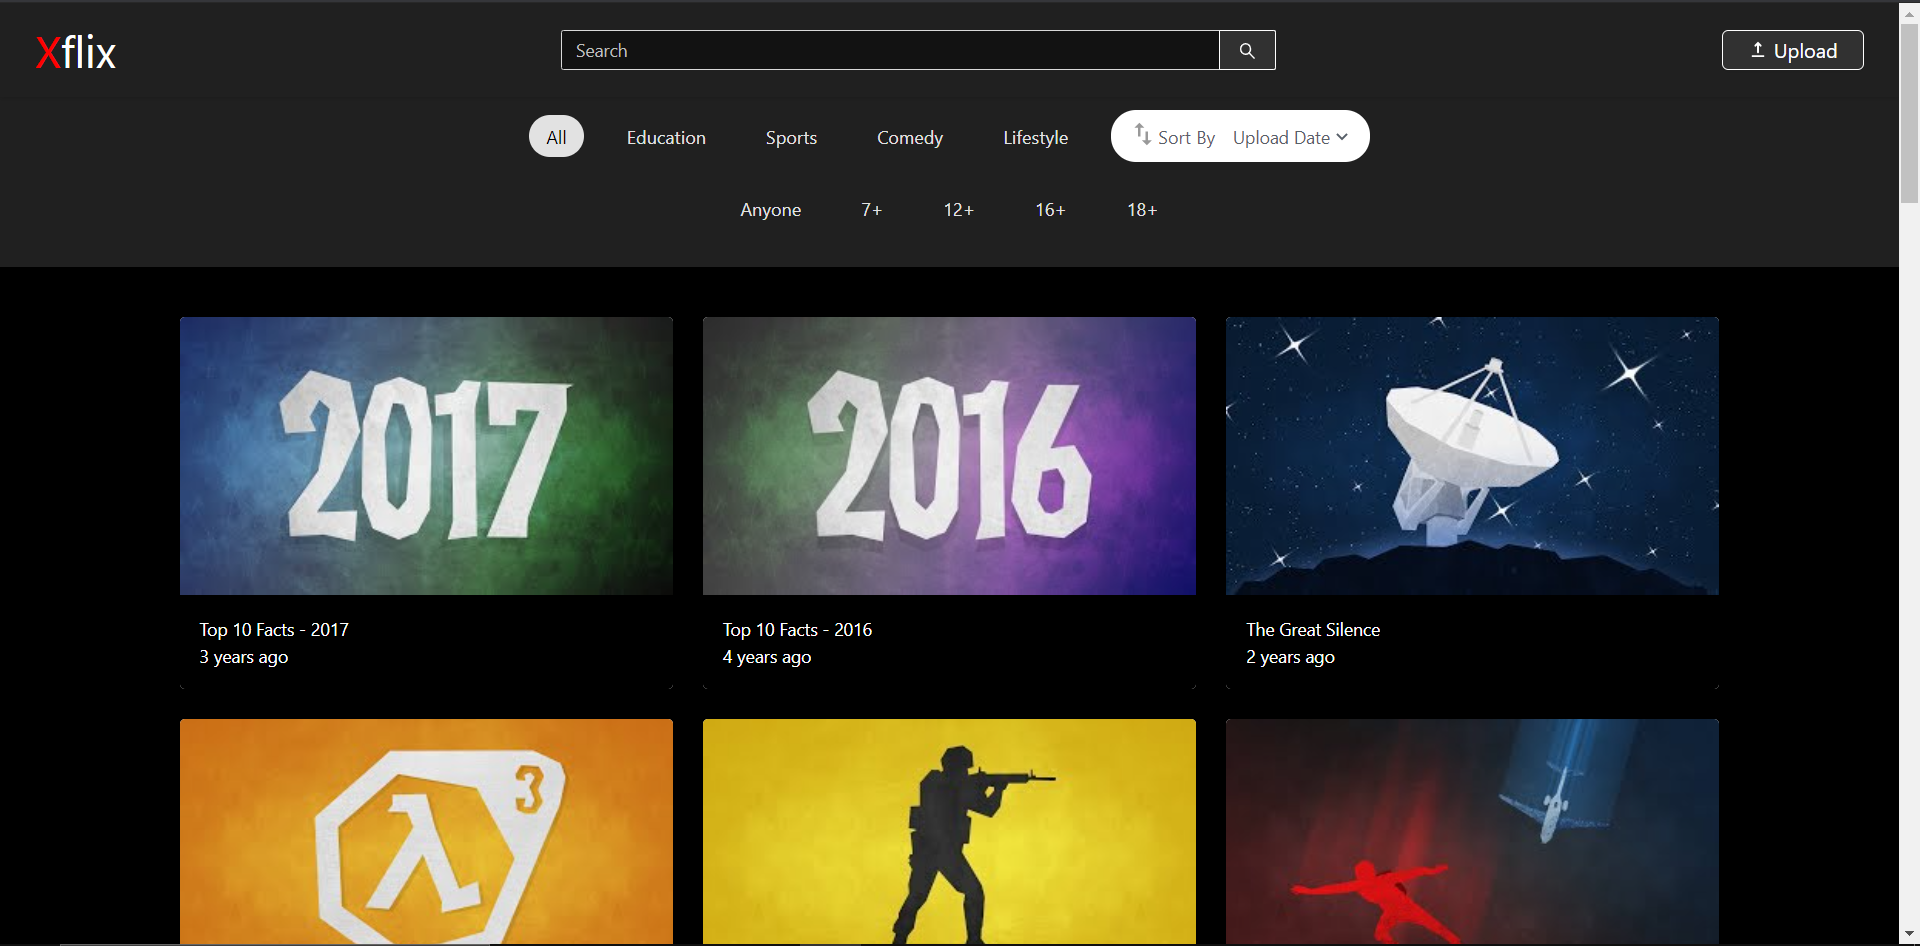 Xflix
Search
Upload
All Education Sports Comedy Lifestyle Sort By Upload Date
Anyone 7+ 12+ 16+ 18+
2017
2016
Top 10 Facts - 2017
3 years ago
Top 10 Facts - 2016
4 years ago
The Great Silence
2 years ago
λ
3